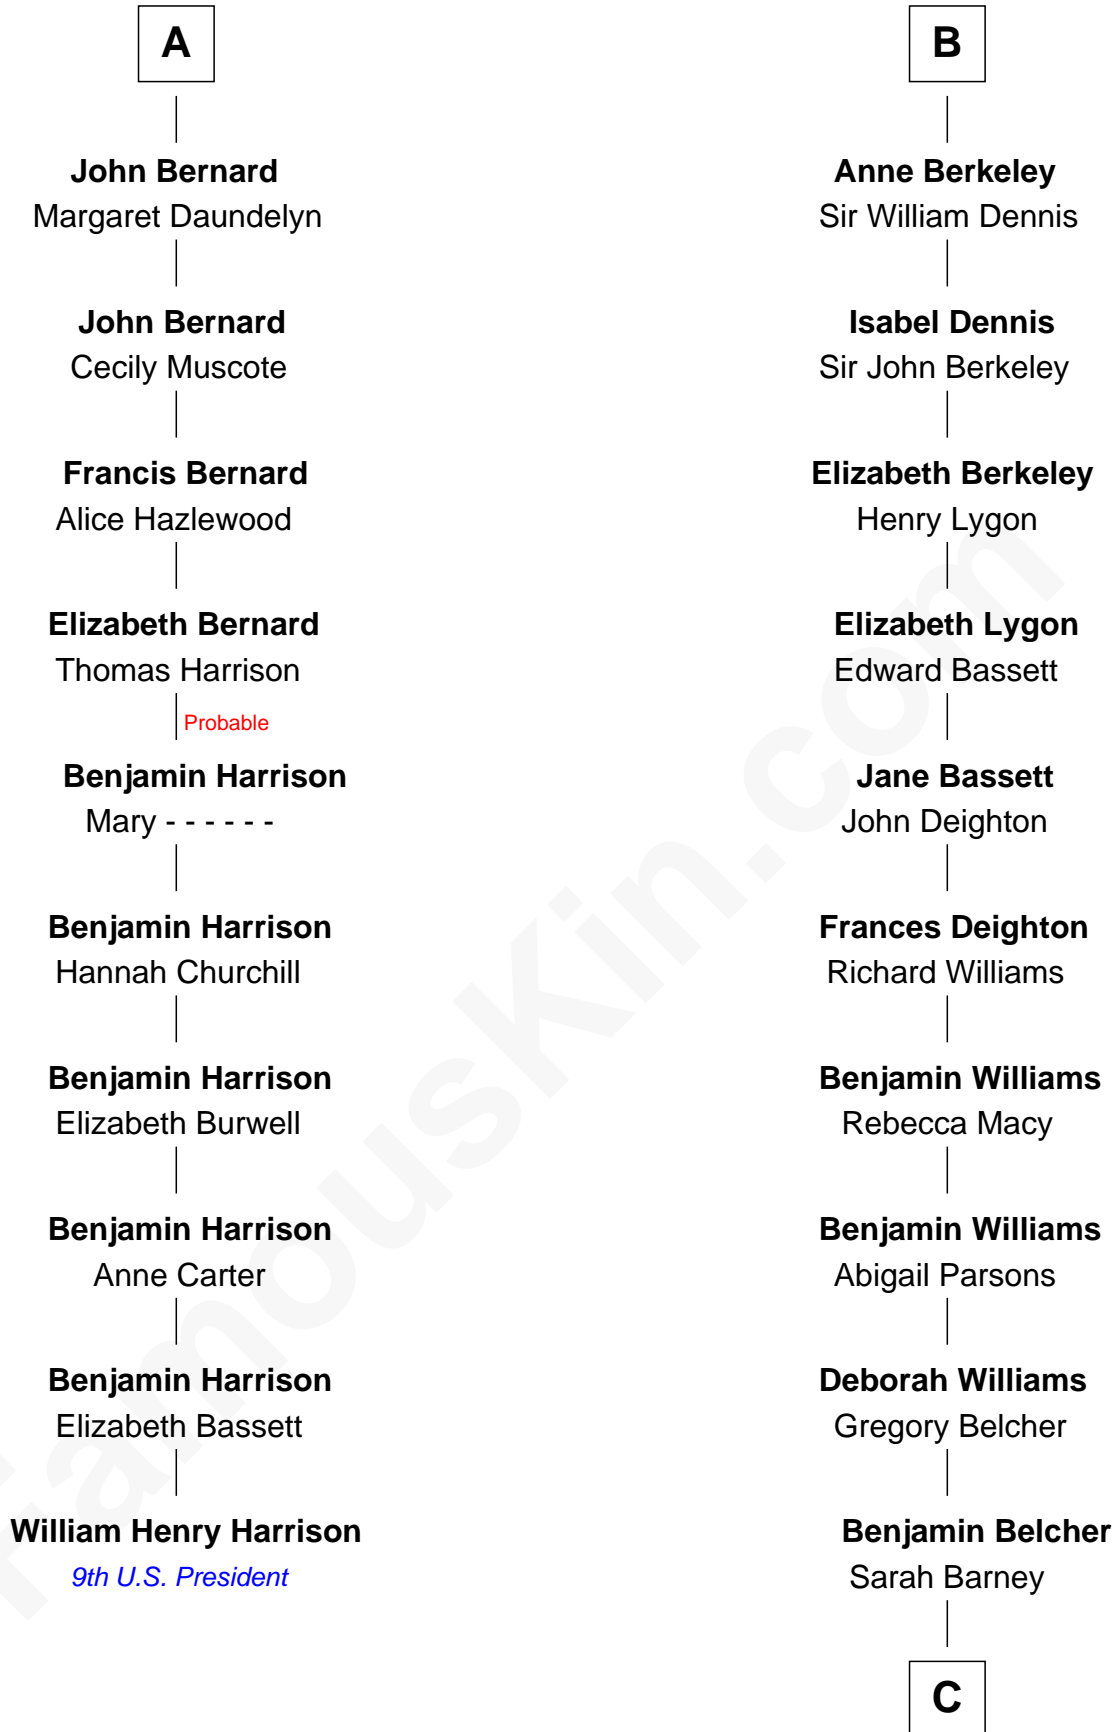 A
John Bernard
Margaret Daundelyn
John Bernard
Cecily Muscote
Francis Bernard
Alice Hazlewood
Elizabeth Bernard
Thomas Harrison
Probable
Benjamin Harrison
Mary - - - - - -
Benjamin Harrison
Hannah Churchill
Benjamin Harrison
Elizabeth Burwell
Benjamin Harrison
Anne Carter
Benjamin Harrison
Elizabeth Bassett
William Henry Harrison
9th U.S. President
B
Anne Berkeley
Sir William Dennis
Isabel Dennis
Sir John Berkeley
Elizabeth Berkeley
Henry Lygon
Elizabeth Lygon
Edward Bassett
Jane Bassett
John Deighton
Frances Deighton
Richard Williams
Benjamin Williams
Rebecca Macy
Benjamin Williams
Abigail Parsons
Deborah Williams
Gregory Belcher
Benjamin Belcher
Sarah Barney
C
FamousKin.com